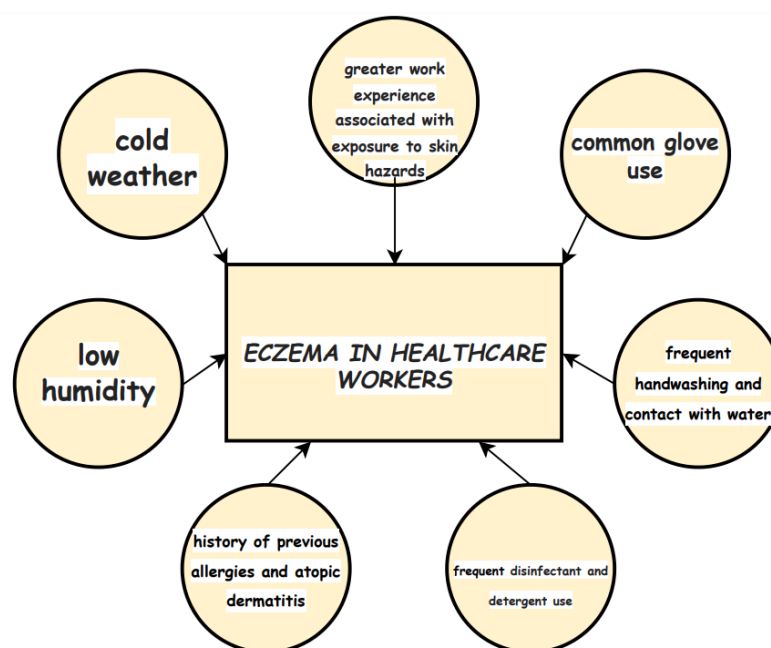 greater work
experience
associated with
exposure to skin
hazards
cold
weather
common glove
use
low
humidity
ECZEMA IN HEALTHCARE
WORKERS
frequent
handwashing and
contact with water
history of previous
allergies and atopic
dermatitis
frequent disinfectant and
detergent use